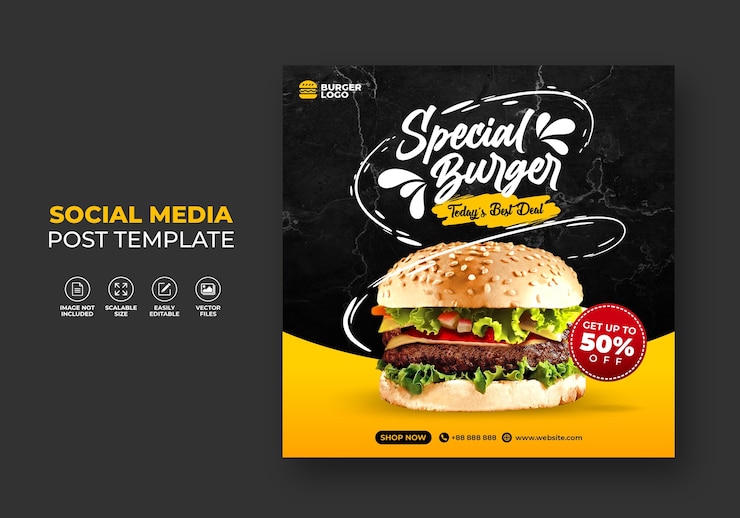 SOCIAL MEDIA
POST TEMPLATE
IMAGE NOT
INCLUDED
SCALABLE
SIZE
EASILY
EDITABLE
VECTOR
FILES
BURGER
LOGO
Special
Burger
Today's Best Deal
GET UP TO
50%
OFF
SHOP NOW
+88 888 888
www.website.com